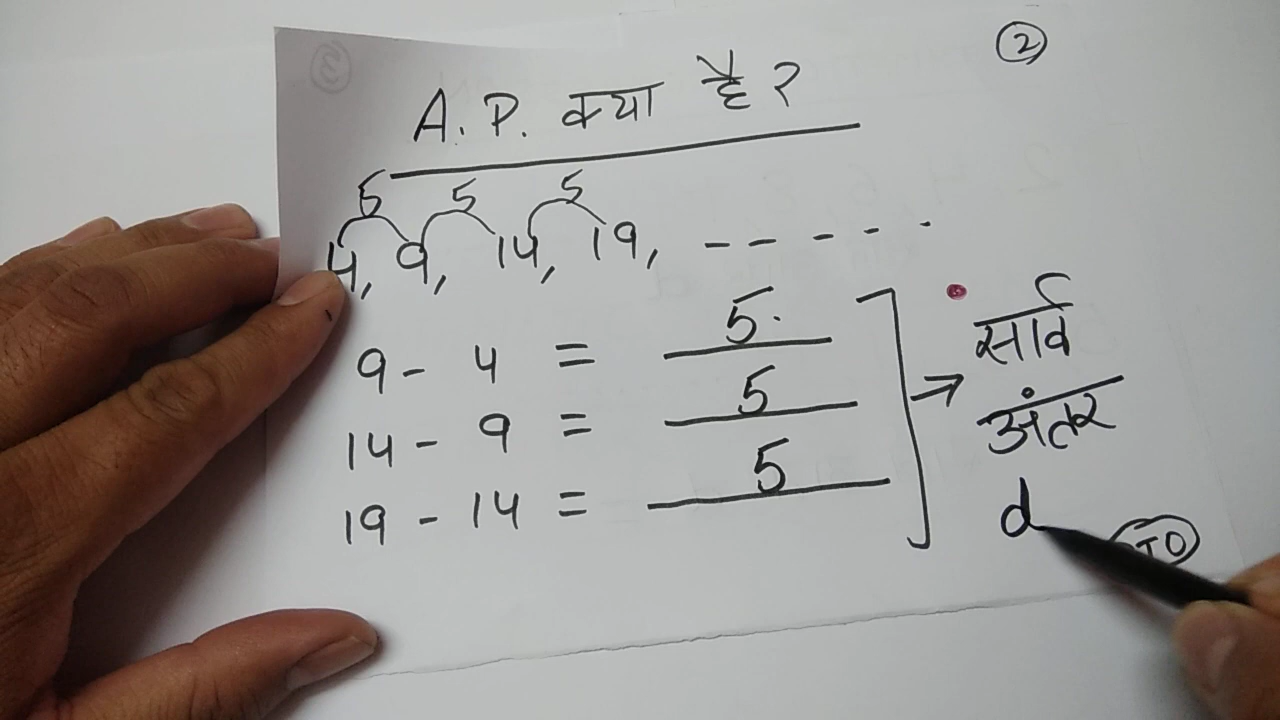 ②
A. P. क्या है?
5 5 5
4, 9, 14, 19, - - - - -
9 - 4 = 5
14 - 9 = 5
19 - 14 = 5
→ सार्व
अंतर
d